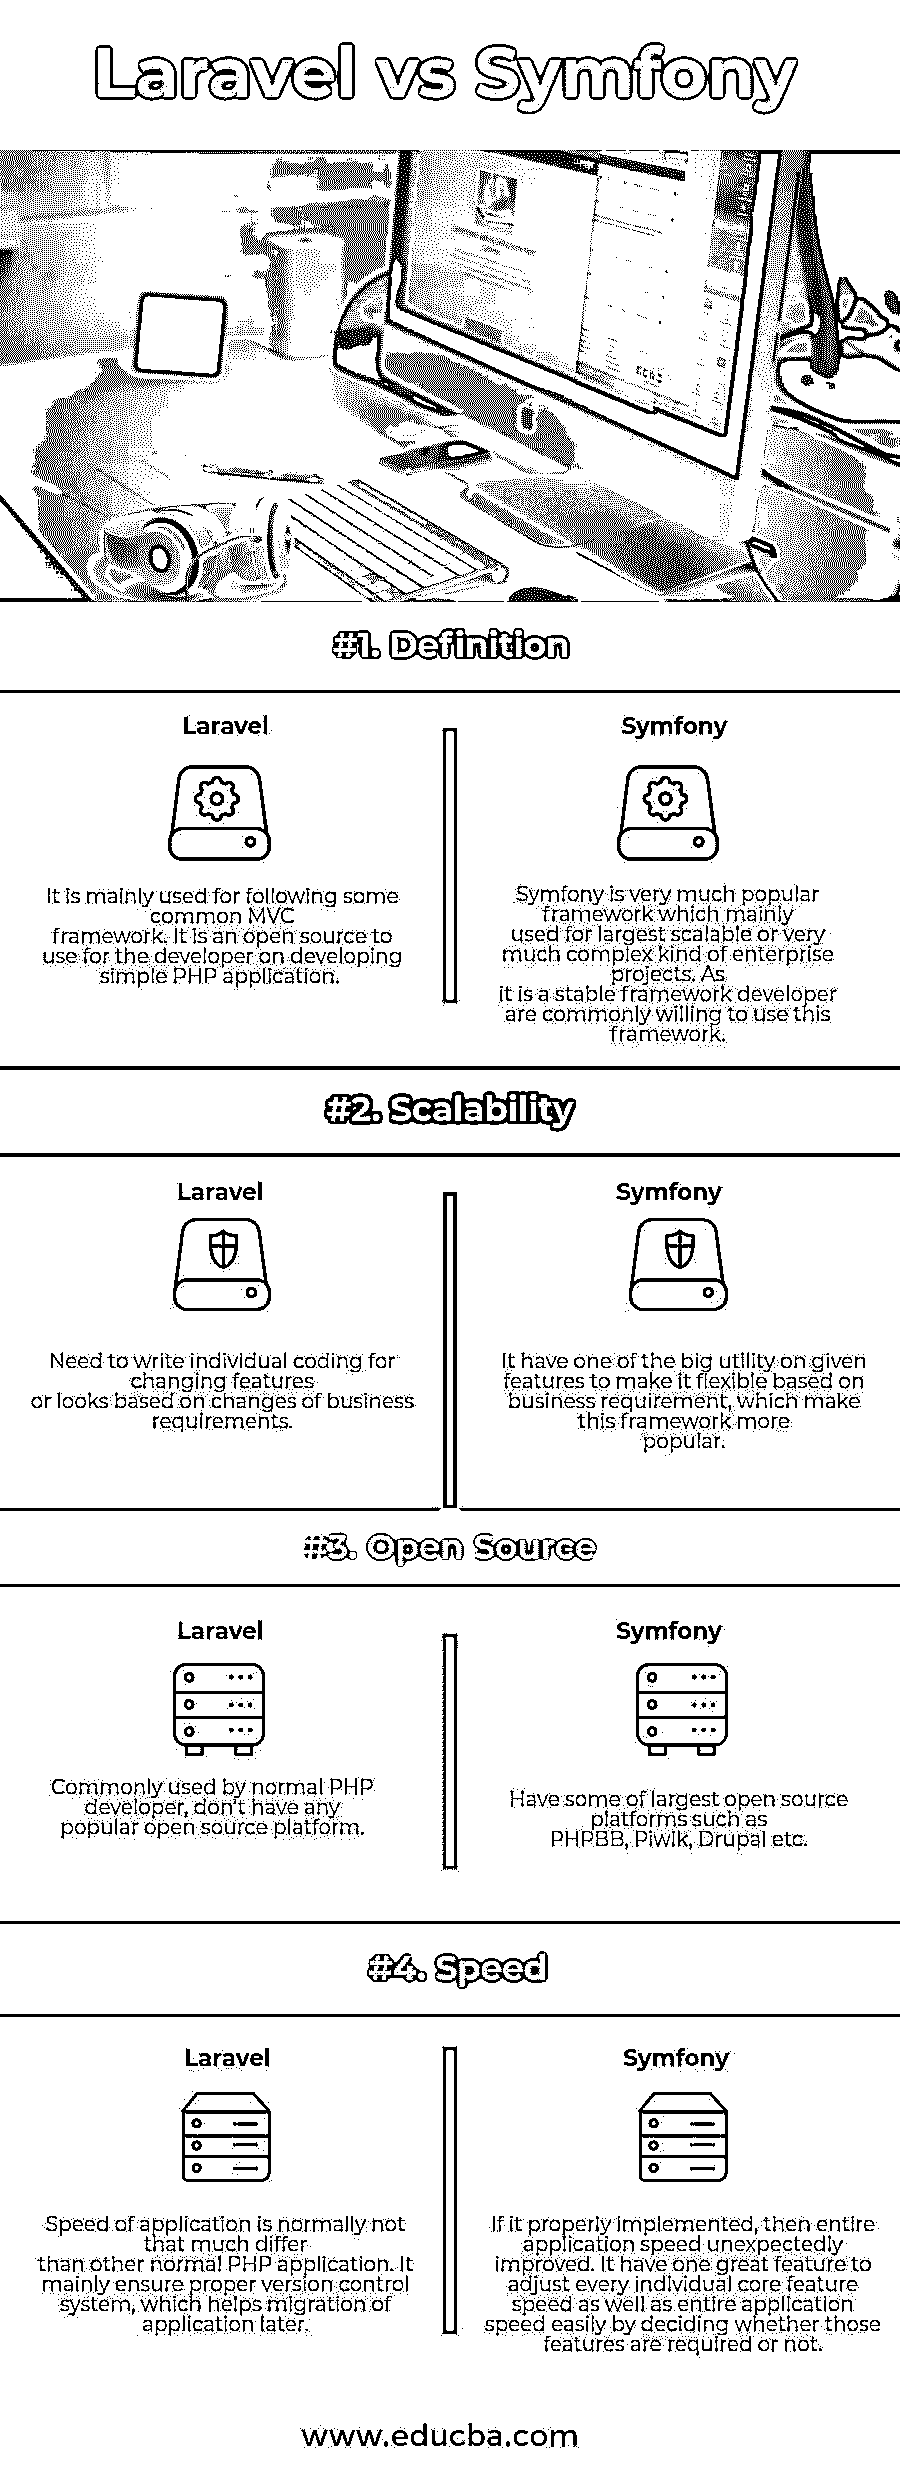 Laravel vs Symfony
#1. Definition
Laravel
It is mainly used for following some
common MVC
framework. It is an open source to
use for the developer on developing
simple PHP application.
Symfony
Symfony is very much popular
framework which mainly
used for largest scalable or very
much complex kind of enterprise
projects. As
it is a stable framework developer
are commonly willing to use this
framework.
#2. Scalability
Laravel
Need to write individual coding for
changing features
or looks based on changes of business
requirements.
Symfony
It have one of the big utility on given
features to make it flexible based on
business requirement, which make
this framework more
popular.
#3. Open Source
Laravel
Commonly used by normal PHP
developer, don't have any
popular open source platform.
Symfony
Have some of largest open source
platforms such as
PHPBB, Piwik, Drupal etc.
#4. Speed
Laravel
Speed of application is normally not
that much differ
than other normal PHP application. It
mainly ensure proper version control
system, which helps migration of
application later.
Symfony
If it properly implemented, then entire
application speed unexpectedly
improved. It have one great feature to
adjust every individual core feature
speed as well as entire application
speed easily by deciding whether those
features are required or not.
www.educba.com